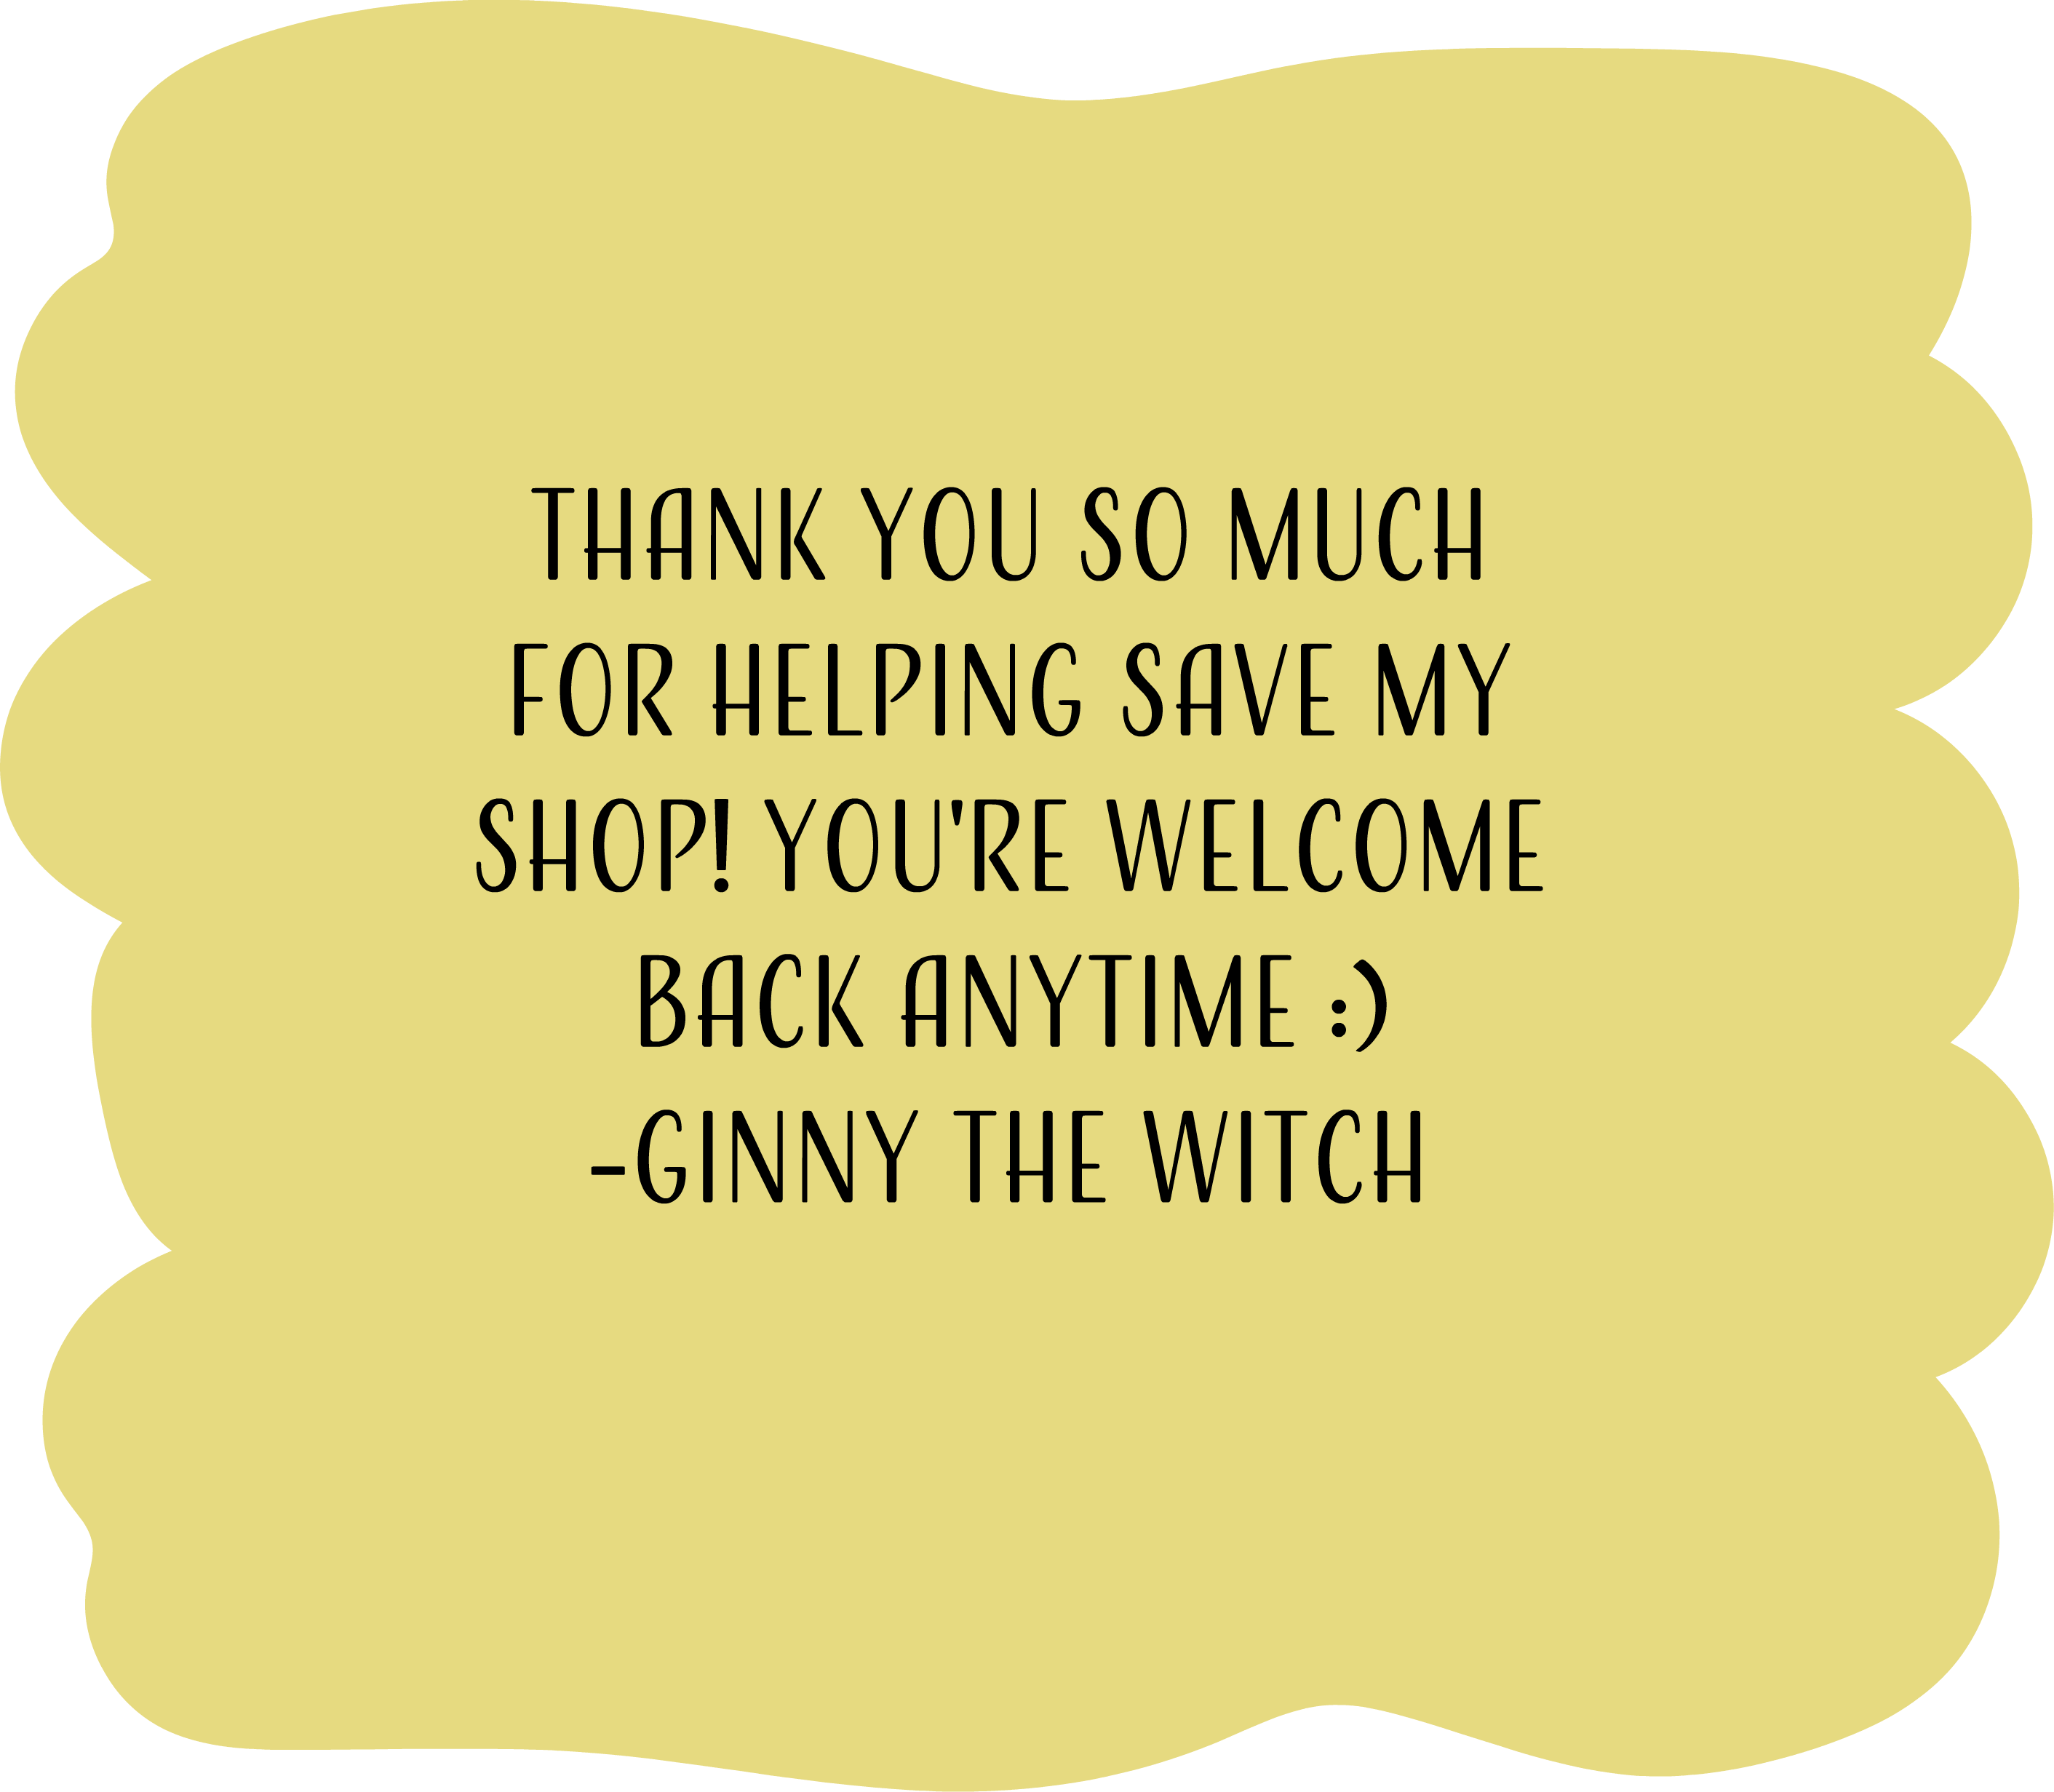 THANK YOU SO MUCH
FOR HELPING SAVE MY
SHOP! YOU'RE WELCOME
BACK ANYTIME :)
-GINNY THE WITCH